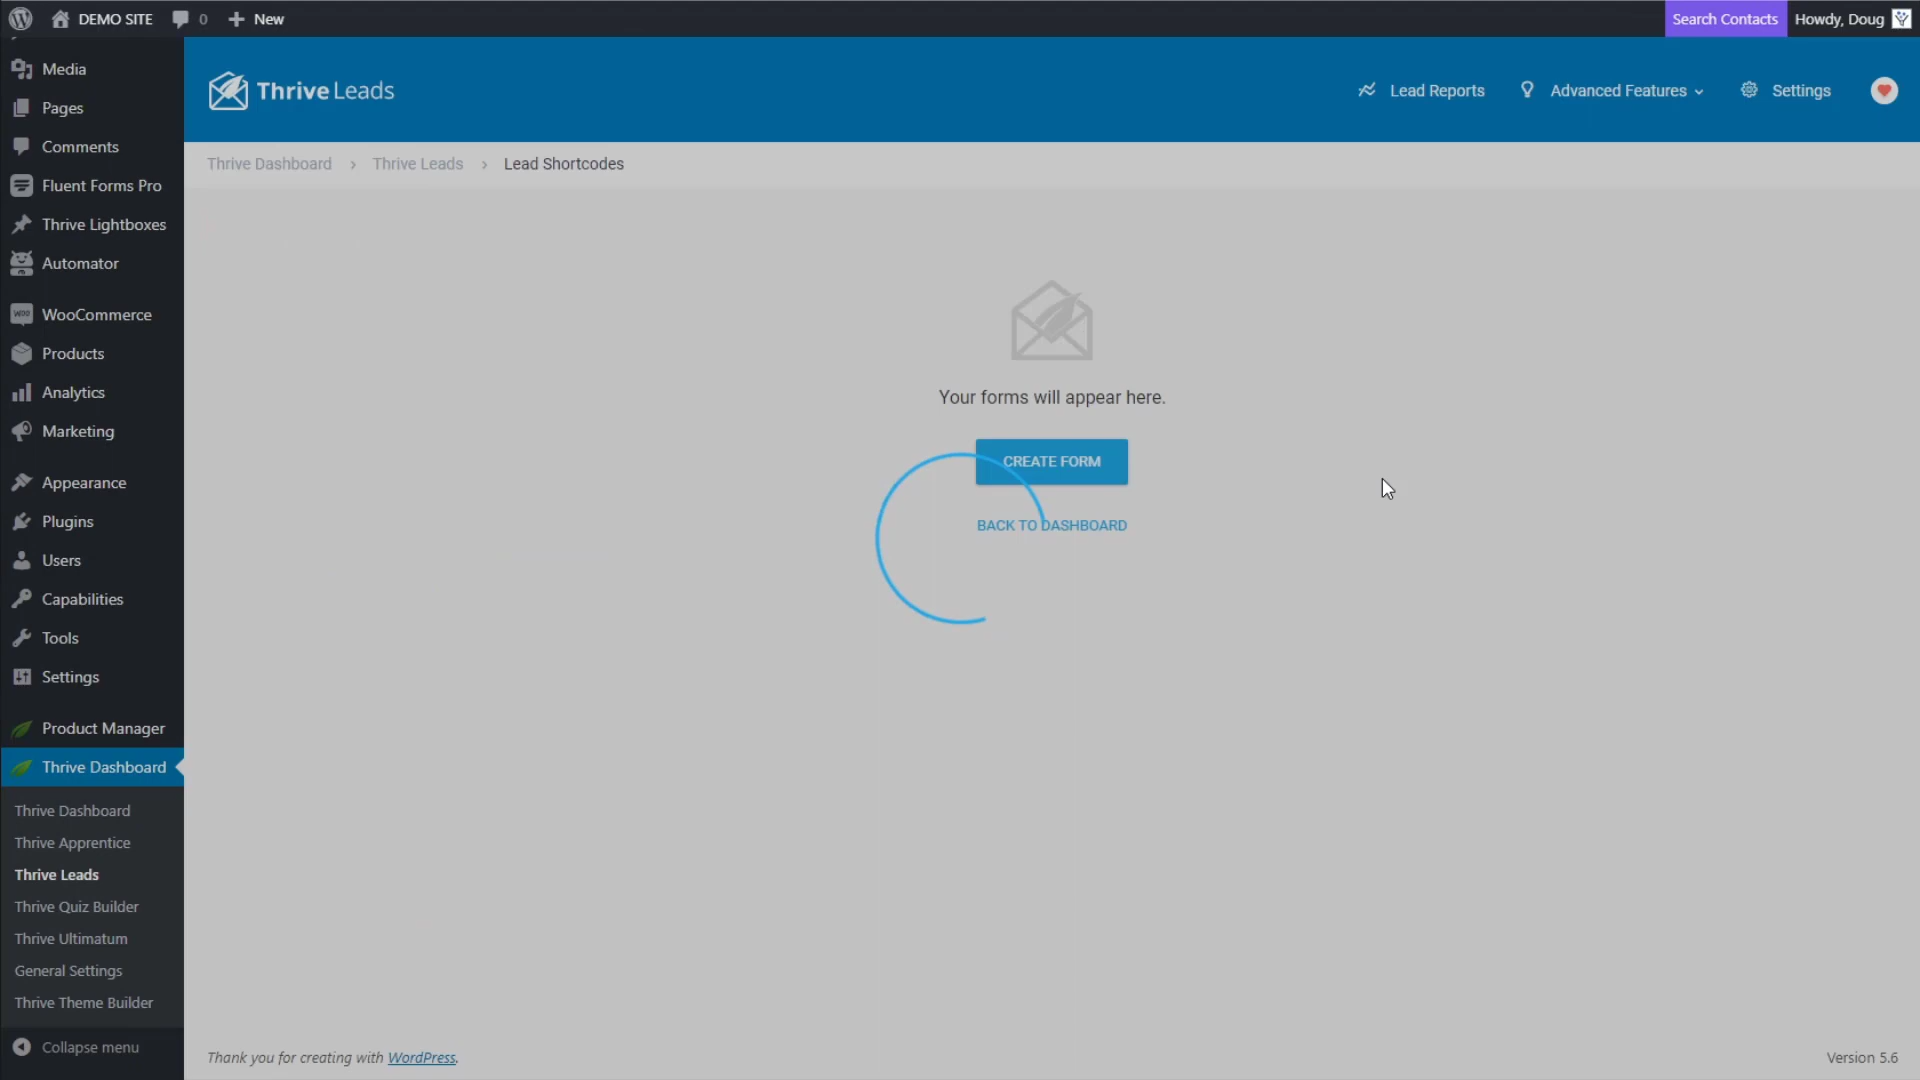 DEMO SITE
0
New
Search Contacts
Howdy, Doug
Media
Pages
Comments
Fluent Forms Pro
Thrive Lightboxes
Automator
WooCommerce
Products
Analytics
Marketing
Appearance
Plugins
Users
Capabilities
Tools
Settings
Product Manager
Thrive Dashboard
Thrive Dashboard
Thrive Apprentice
Thrive Leads
Thrive Quiz Builder
Thrive Ultimatum
General Settings
Thrive Theme Builder
Collapse menu
Thrive Leads
Lead Reports
Advanced Features
Settings
Thrive Dashboard › Thrive Leads › Lead Shortcodes
Your forms will appear here.
CREATE FORM
BACK TO DASHBOARD
Thank you for creating with WordPress.
Version 5.6